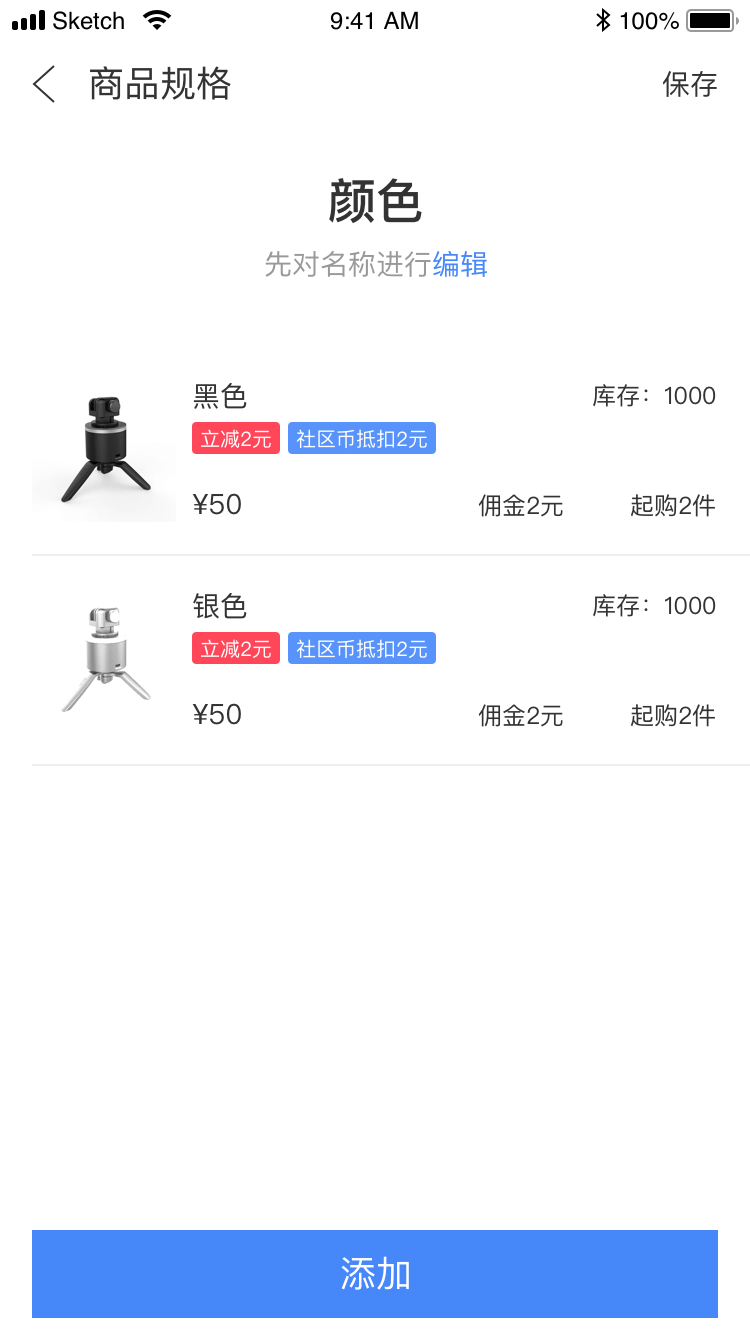 Sketch 9:41 AM 100%
商品规格 保存
颜色
先对名称进行编辑
黑色 库存：1000
立减2元 社区币抵扣2元
¥50 佣金2元 起购2件
银色 库存：1000
立减2元 社区币抵扣2元
¥50 佣金2元 起购2件
添加